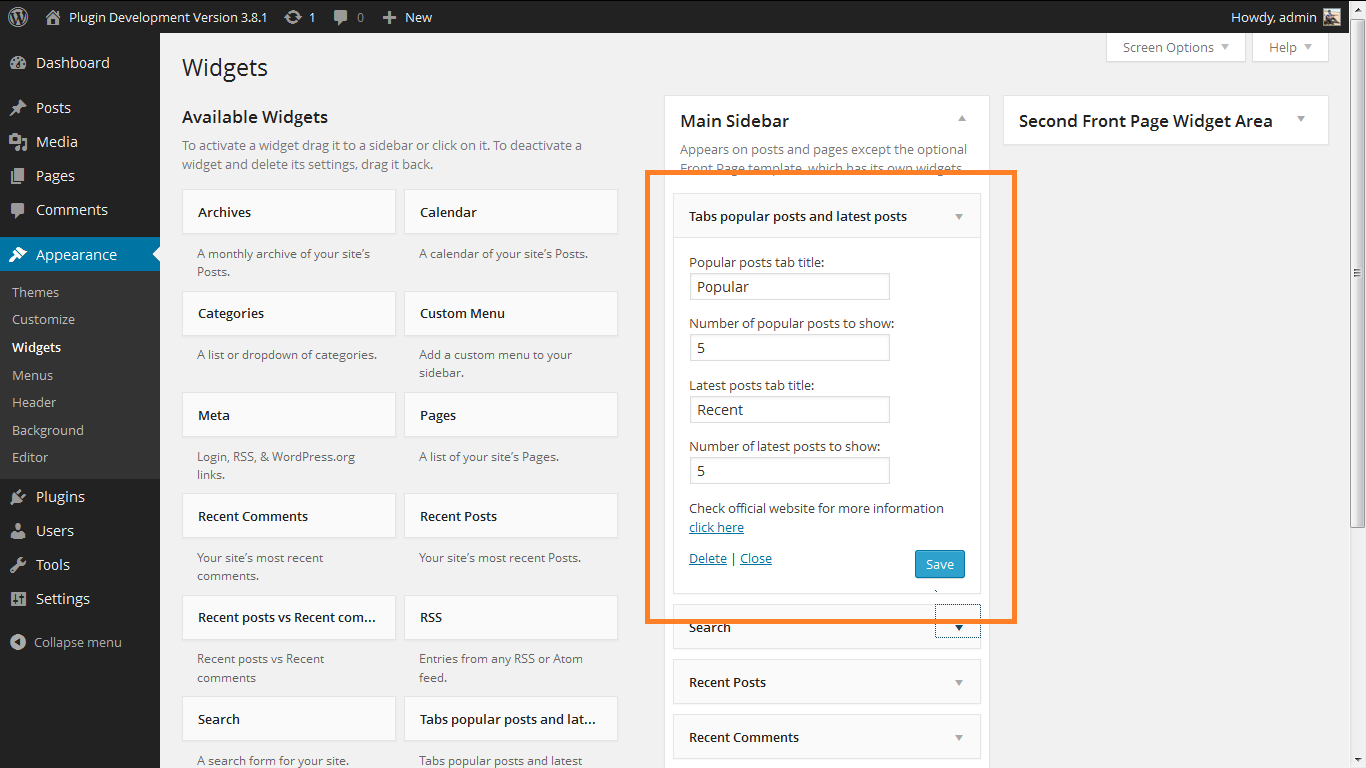 Plugin Development Version 3.8.1
1
0
New
Howdy, admin
Dashboard
Posts
Media
Pages
Comments
Appearance
Themes
Customize
Widgets
Menus
Header
Background
Editor
Plugins
Users
Tools
Settings
Collapse menu
Screen Options
Help
Widgets
Available Widgets
To activate a widget drag it to a sidebar or click on it. To deactivate a
widget and delete its settings, drag it back.
Archives
A monthly archive of your site’s
Posts.
Calendar
A calendar of your site’s Posts.
Categories
A list or dropdown of categories.
Custom Menu
Add a custom menu to your
sidebar.
Meta
Login, RSS, & WordPress.org
links.
Pages
A list of your site’s Pages.
Recent Comments
Your site’s most recent
comments.
Recent Posts
Your site’s most recent Posts.
Recent posts vs Recent com...
Recent posts vs Recent
comments
RSS
Entries from any RSS or Atom
feed.
Search
A search form for your site.
Tabs popular posts and lat...
Tabs popular posts and latest
Main Sidebar
Appears on posts and pages except the optional
Front Page template, which has its own widgets
Tabs popular posts and latest posts
Popular posts tab title:
Popular
Number of popular posts to show:
5
Latest posts tab title:
Recent
Number of latest posts to show:
5
Check official website for more information
click here
Delete | Close
Save
Search
Recent Posts
Recent Comments
Second Front Page Widget Area